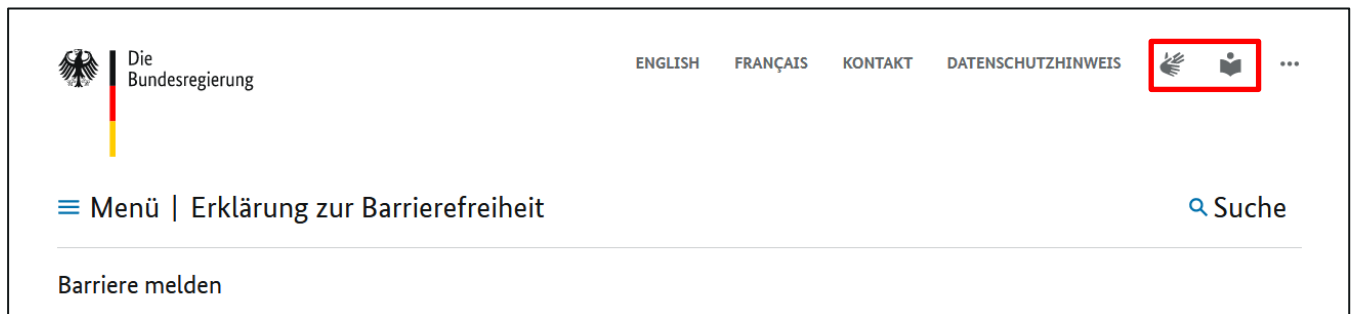 Die
Bundesregierung
ENGLISH FRANÇAIS KONTAKT DATENSCHUTZHINWEIS
Menü | Erklärung zur Barrierefreiheit
Suche
Barriere melden